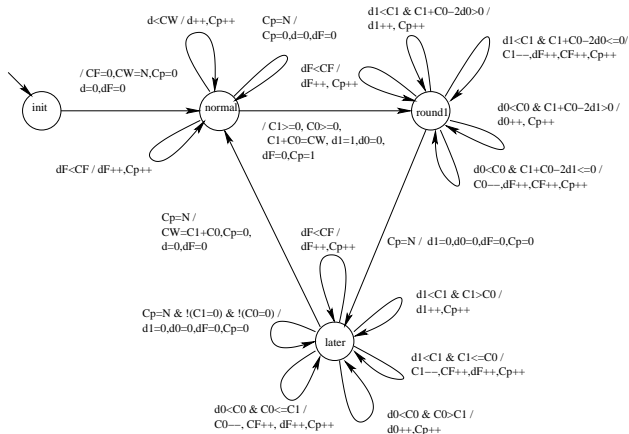 d<CW / d++,Cp++
Cp=N /
Cp=0,d=0,dF=0
d1<C1 & C1+C0-2d0>0 /
d1++, Cp++
d1<C1 & C1+C0-2d0<=0/
C1--,dF++,CF++,Cp++
/ CF=0,CW=N,Cp=0
d=0,dF=0
dF<CF /
dF++, Cp++
init
normal
round1
d0<C0 & C1+C0-2d1>0 /
d0++, Cp++
/ C1>=0, C0>=0,
C1+C0=CW, d1=1,d0=0,
dF=0,Cp=1
dF<CF / dF++,Cp++
d0<C0 & C1+C0-2d1<=0 /
C0--,dF++,CF++,Cp++
Cp=N /
CW=C1+C0,Cp=0,
d=0,dF=0
dF<CF /
dF++,Cp++
Cp=N / d1=0,d0=0,dF=0,Cp=0
Cp=N & !(C1=0) & !(C0=0) /
d1=0,d0=0,dF=0,Cp=0
d1<C1 & C1>C0 /
d1++,Cp++
later
d1<C1 & C1<=C0 /
C1--,CF++,dF++,Cp++
d0<C0 & C0<=C1 /
C0--, CF++, dF++,Cp++
d0<C0 & C0>C1 /
d0++,Cp++